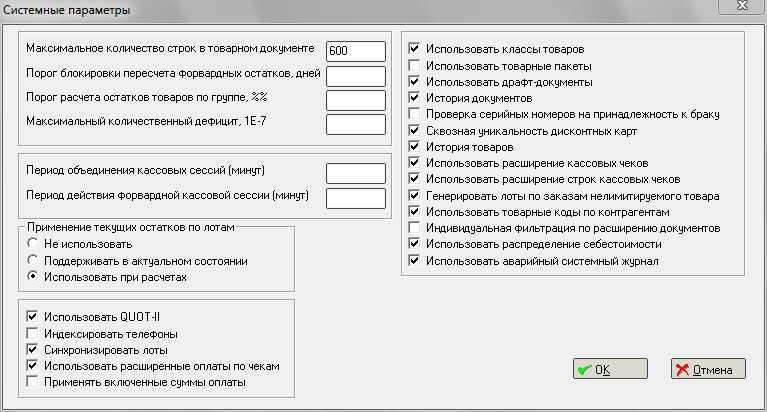 Системные параметры
Максимальное количество строк в товарном документе 600
Порог блокировки пересчета форвардных остатков, дней
Порог расчета остатков товаров по группе, %%
Максимальный количественный дефицит, 1E-7
Период объединения кассовых сессий (минут)
Период действия форвардной кассовой сессии (минут)
Применение текущих остатков по лотам
Не использовать
Поддерживать в актуальном состоянии
Использовать при расчетах
Использовать QUOT-II
Индексировать телефоны
Синхронизировать лоты
Использовать расширенные оплаты по чекам
Применять включенные суммы оплаты
Использовать классы товаров
Использовать товарные пакеты
Использовать драфт-документы
История документов
Проверка серийных номеров на принадлежность к браку
Сквозная уникальность дисконтных карт
История товаров
Использовать расширение кассовых чеков
Использовать расширение строк кассовых чеков
Генерировать лоты по заказам нелимитируемого товара
Использовать товарные коды по контрагентам
Индивидуальная фильтрация по расширению документов
Использовать распределение себестоимости
Использовать аварийный системный журнал
OK
Отмена